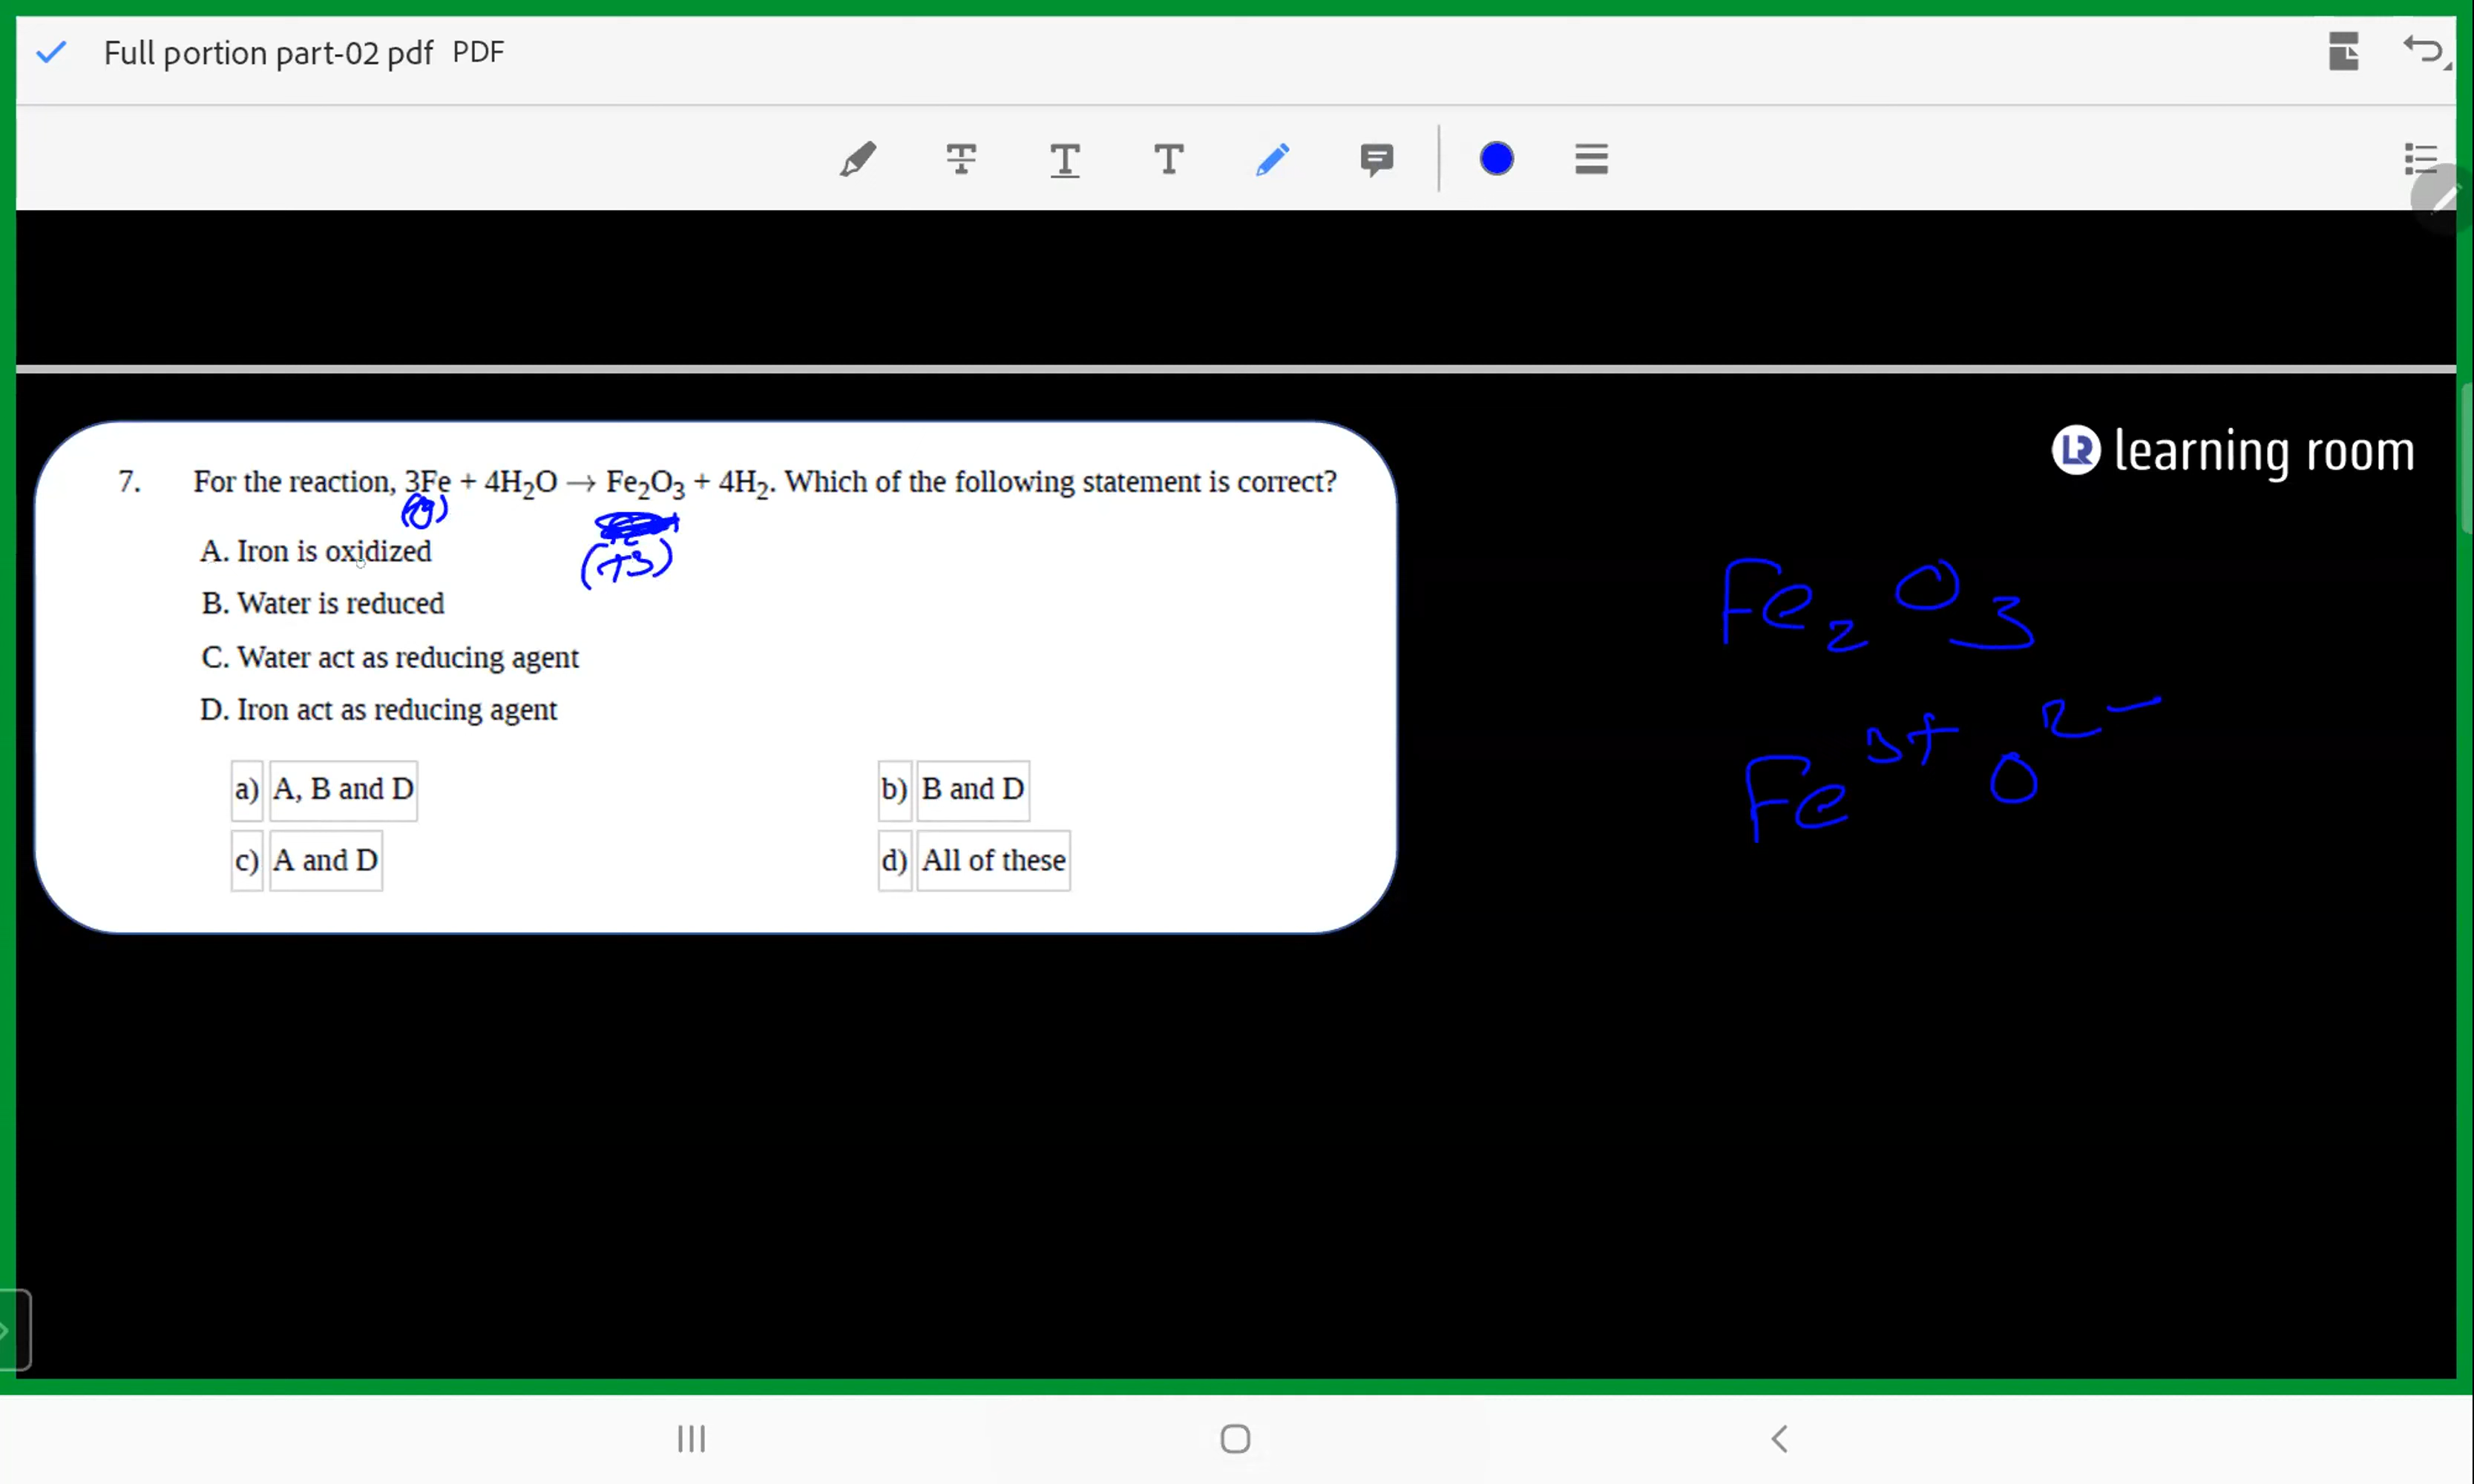 Full portion part-02 pdf PDF
learning room
7. For the reaction, 3Fe + 4H₂O → Fe₂O₃ + 4H₂. Which of the following statement is correct?
(0)
(+3)
A. Iron is oxidized
B. Water is reduced
C. Water act as reducing agent
D. Iron act as reducing agent
a) A, B and D b) B and D
c) A and D d) All of these
Fe₂O₃
Fe³⁺ O²⁻